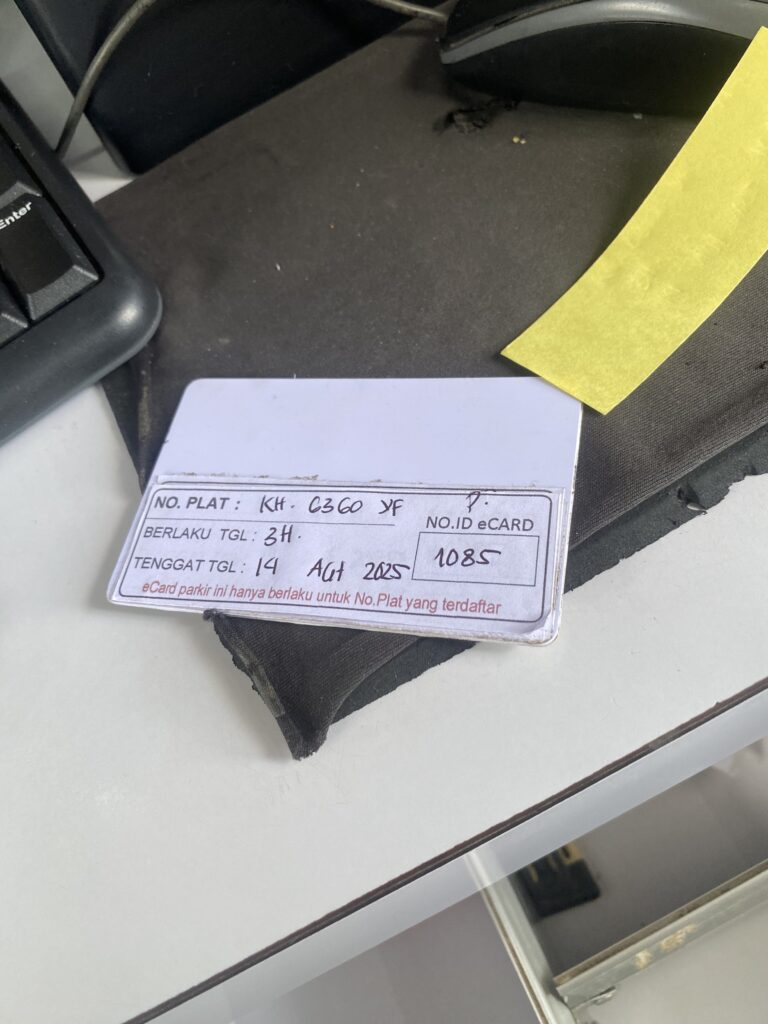 Enter
NO. PLAT : KH. 6360 YF
P.
NO.ID eCARD
BERLAKU TGL : 3H.
1085
TENGGAT TGL : 14 AGt 2025
eCard parkir ini hanya berlaku untuk No.Plat yang terdaftar